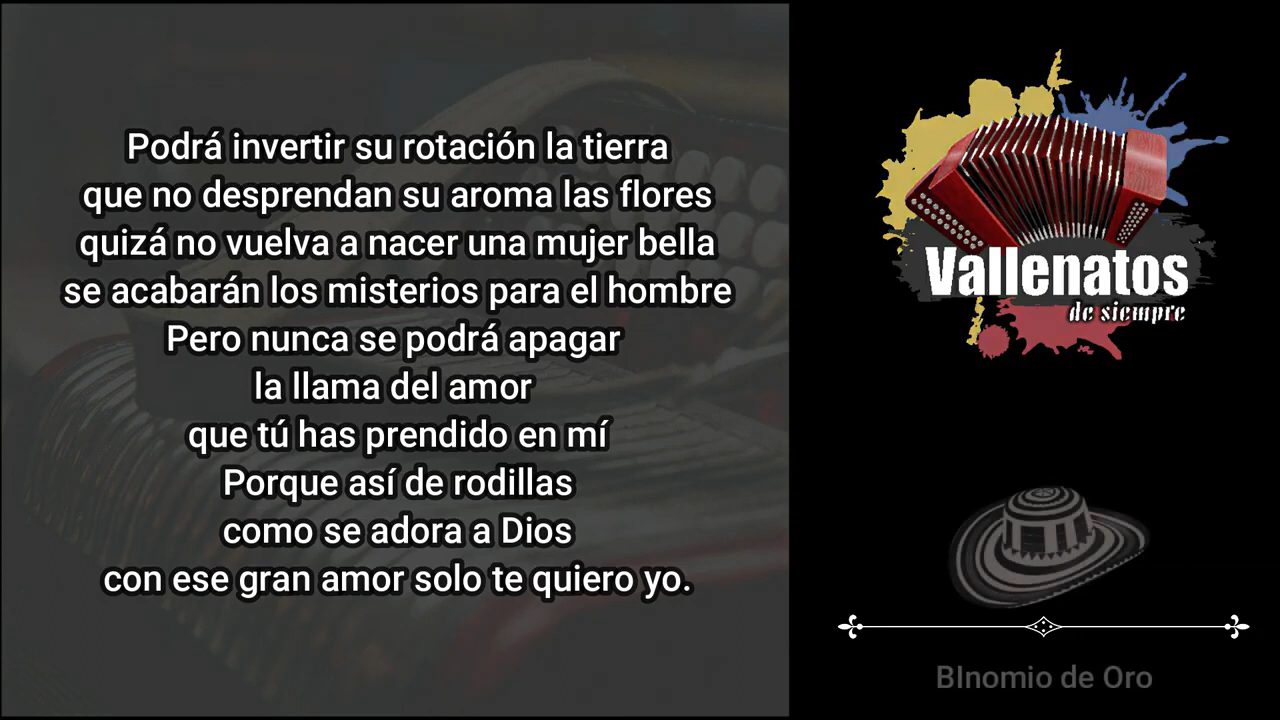 Podrá invertir su rotación la tierra
que no desprendan su aroma las flores
quizá no vuelva a nacer una mujer bella
se acabarán los misterios para el hombre
Pero nunca se podrá apagar
la llama del amor
que tú has prendido en mí
Porque así de rodillas
como se adora a Dios
con ese gran amor solo te quiero yo.
Vallenatos
de siempre
BInomio de Oro